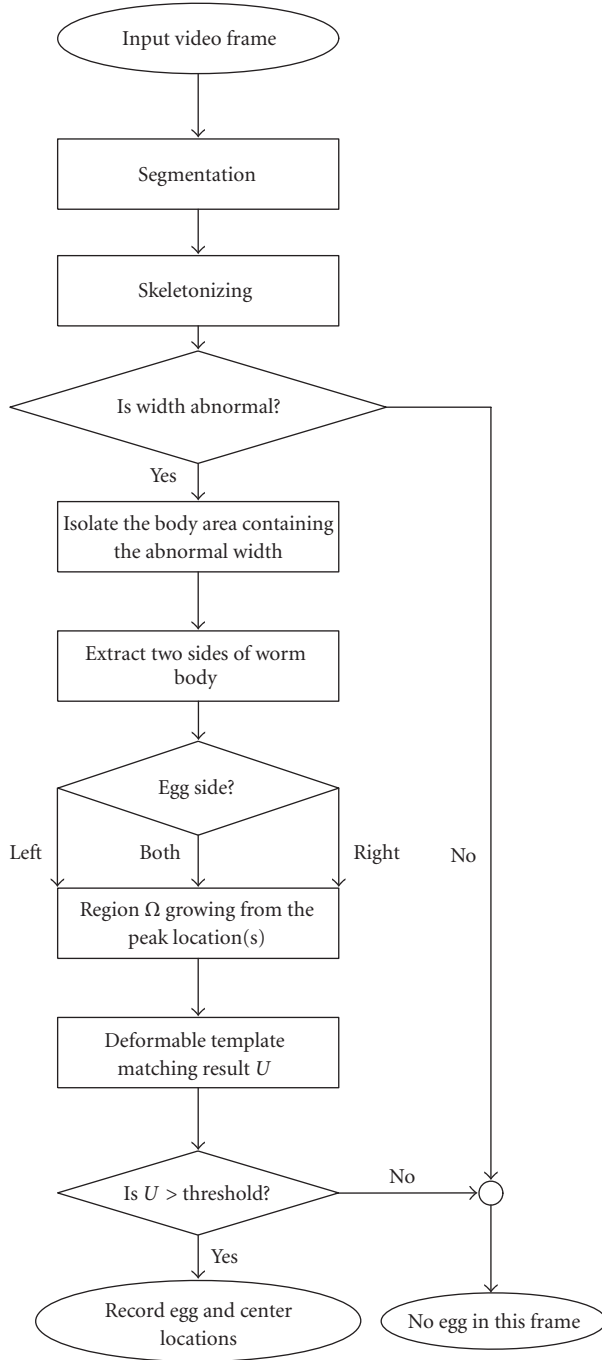 Input video frame
Segmentation
Skeletonizing
Is width abnormal?
Yes
Isolate the body area containing
the abnormal width
Extract two sides of worm
body
Egg side?
Left
Both
Right
No
Region Ω growing from the
peak location(s)
Deformable template
matching result U
Is U > threshold?
No
Yes
Record egg and center
locations
No egg in this frame